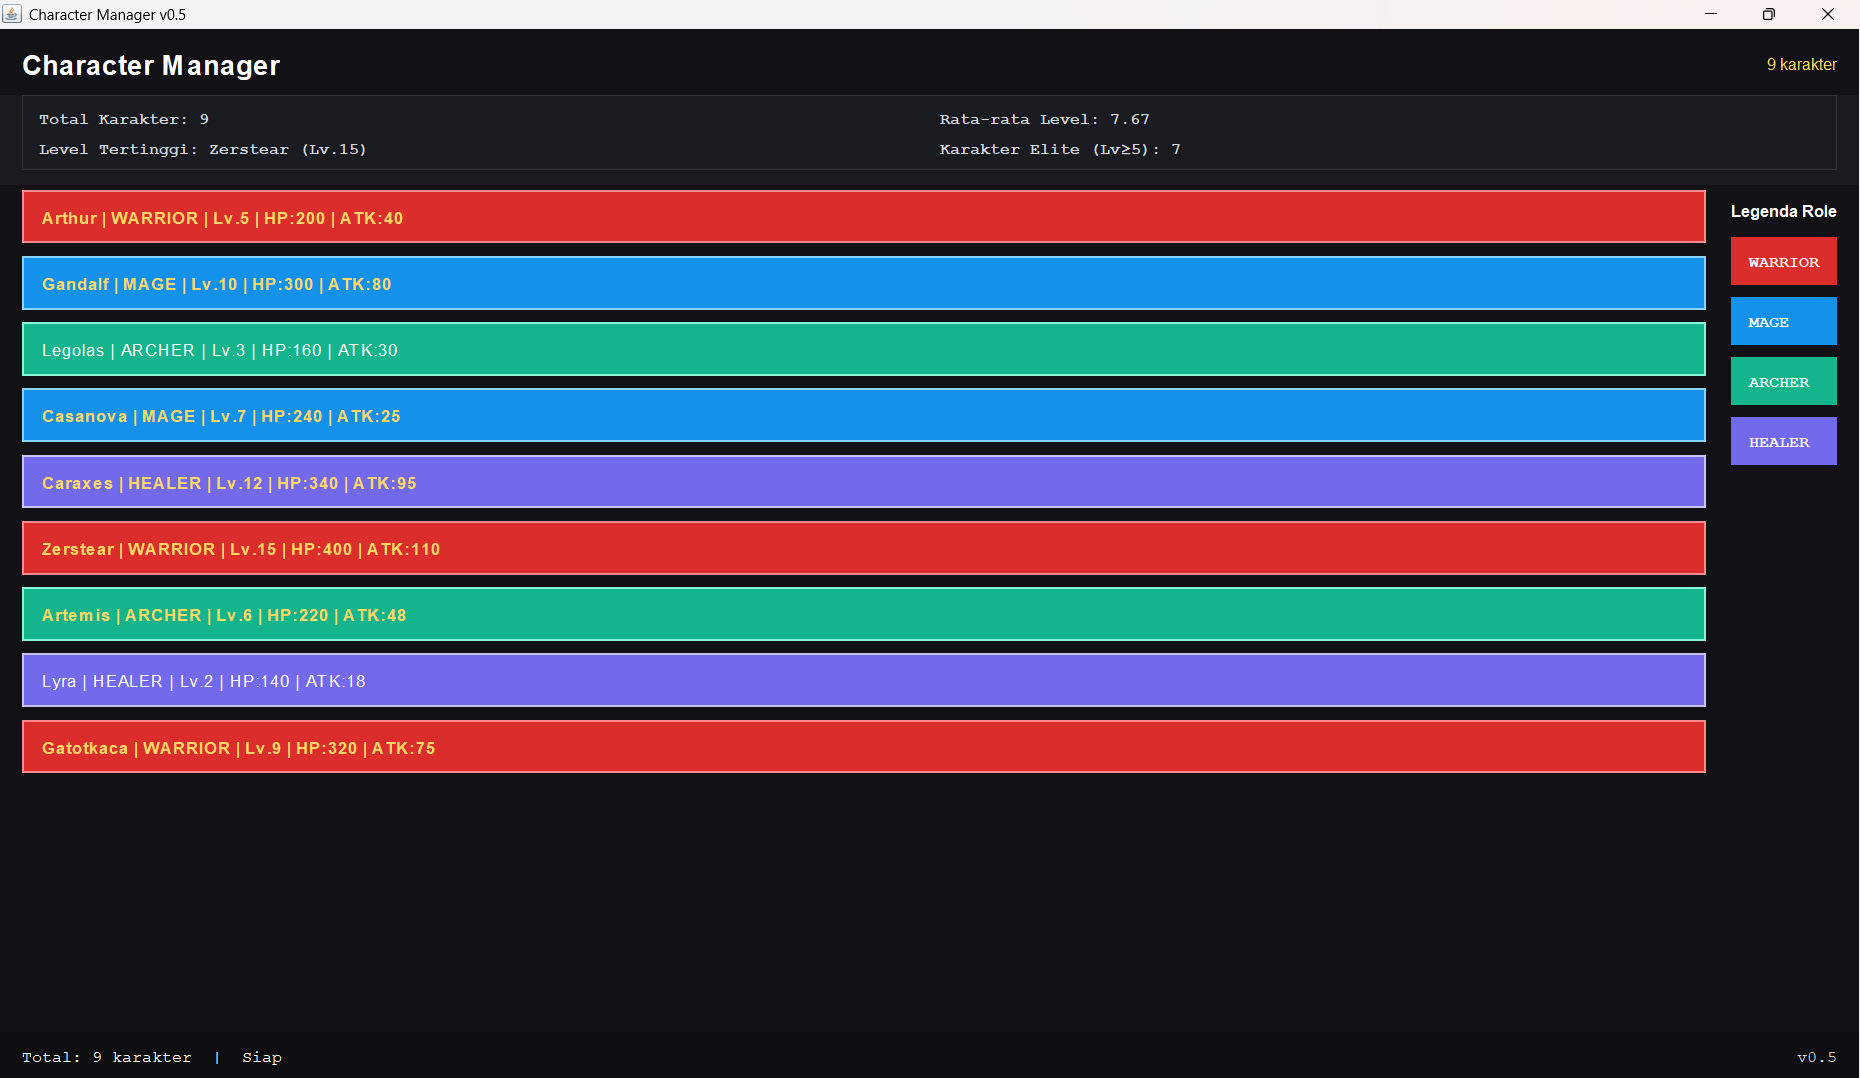 Character Manager v0.5
Character Manager
9 karakter
Total Karakter: 9
Rata-rata Level: 7.67
Level Tertinggi: Zerstear (Lv.15)
Karakter Elite (Lv≥5): 7
Arthur | WARRIOR | Lv.5 | HP:200 | ATK:40
Gandalf | MAGE | Lv.10 | HP:300 | ATK:80
Legolas | ARCHER | Lv.3 | HP:160 | ATK:30
Casanova | MAGE | Lv.7 | HP:240 | ATK:25
Caraxes | HEALER | Lv.12 | HP:340 | ATK:95
Zerstear | WARRIOR | Lv.15 | HP:400 | ATK:110
Artemis | ARCHER | Lv.6 | HP:220 | ATK:48
Lyra | HEALER | Lv.2 | HP:140 | ATK:18
Gatotkaca | WARRIOR | Lv.9 | HP:320 | ATK:75
Legenda Role
WARRIOR
MAGE
ARCHER
HEALER
Total: 9 karakter | Siap
v0.5